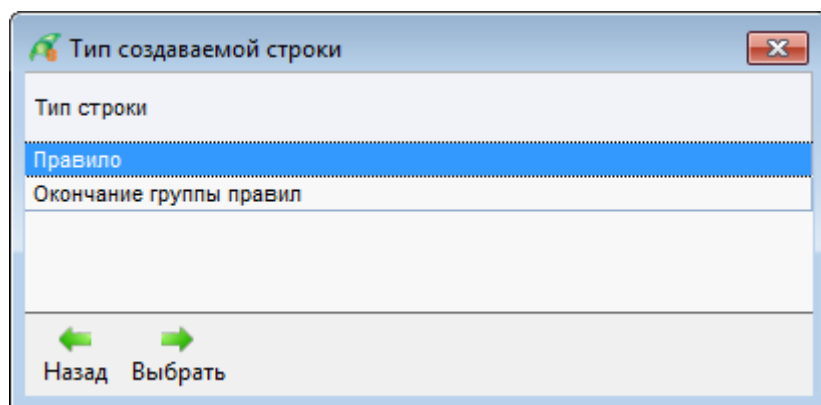 Тип создаваемой строки
Тип строки
Правило
Окончание группы правил
Назад Выбрать